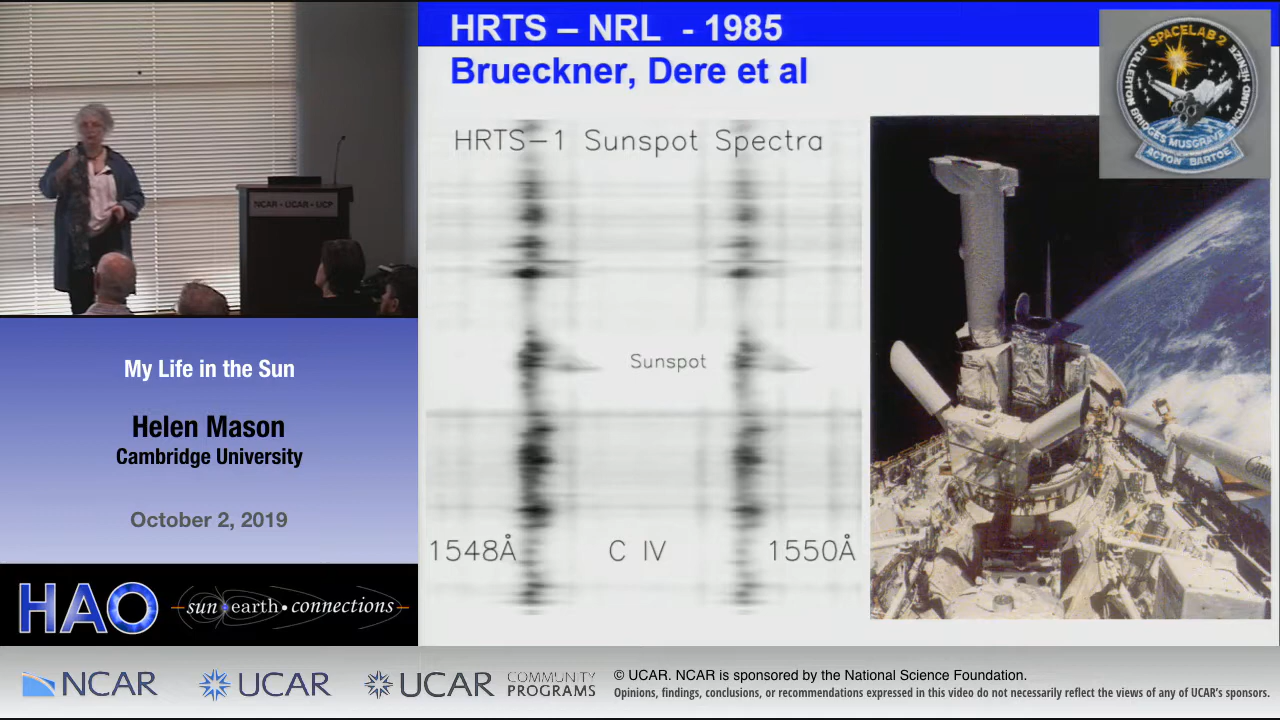 HRTS – NRL - 1985
Brueckner, Dere et al
SPACELAB 2
FULLERTON BRIDGES MUSGRAVE ENGLAND HENIZE
ACTON BARTOE
HRTS-1 Sunspot Spectra
Sunspot
1548Å C IV 1550Å
NCAR - UCAR - UCP
My Life in the Sun
Helen Mason
Cambridge University
October 2, 2019
HAO sun earth connections
NCAR UCAR UCAR COMMUNITY PROGRAMS
© UCAR. NCAR is sponsored by the National Science Foundation.
Opinions, findings, conclusions, or recommendations expressed in this video do not necessarily reflect the views of any of UCAR's sponsors.